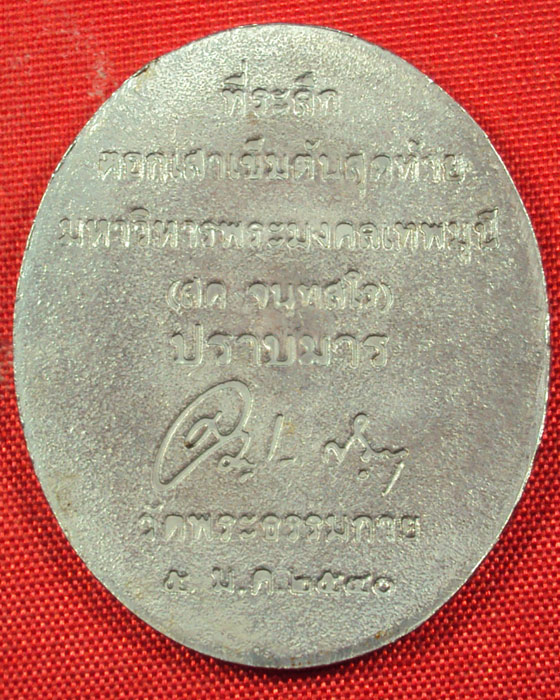 ที่ระลึก
ตอกเสาเข็มต้นสุดท้าย
มหาวิหารพระมงคลเทพมุนี
(สด จนฺทสโร)
ปราบมาร
วัดพระธรรมกาย
๕ ม.ค.๒๕๔๐